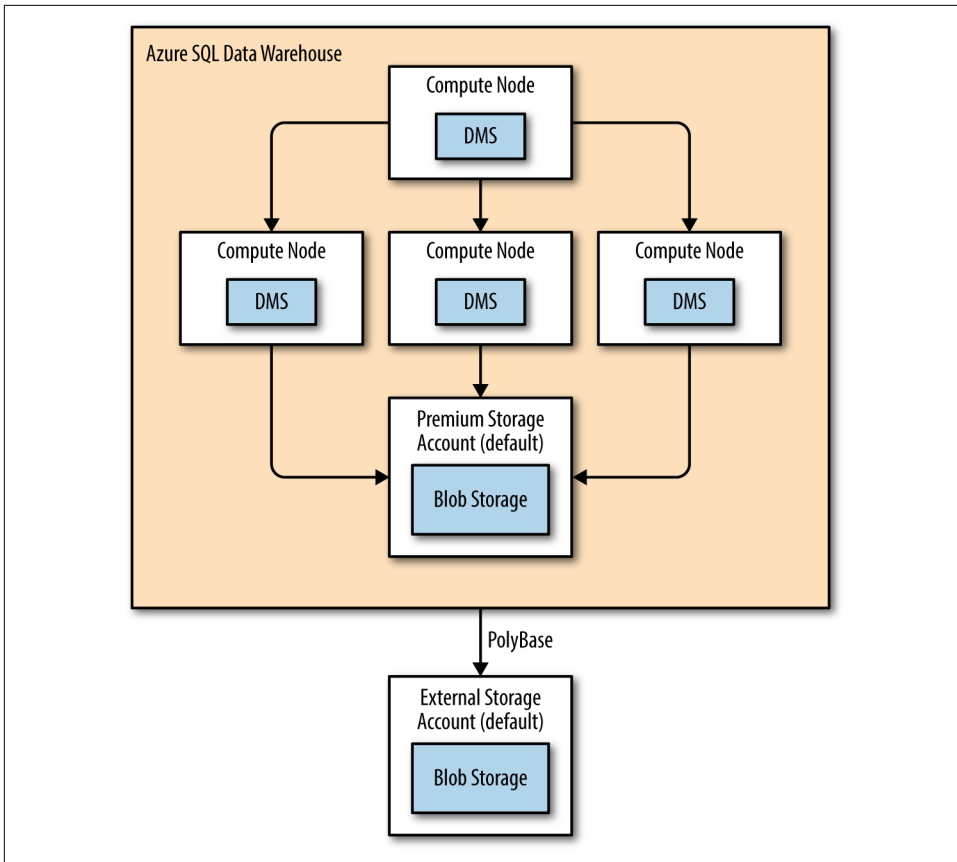 Azure SQL Data Warehouse
Compute Node
DMS
Compute Node
DMS
Compute Node
DMS
Compute Node
DMS
Premium Storage
Account (default)
Blob Storage
PolyBase
External Storage
Account (default)
Blob Storage